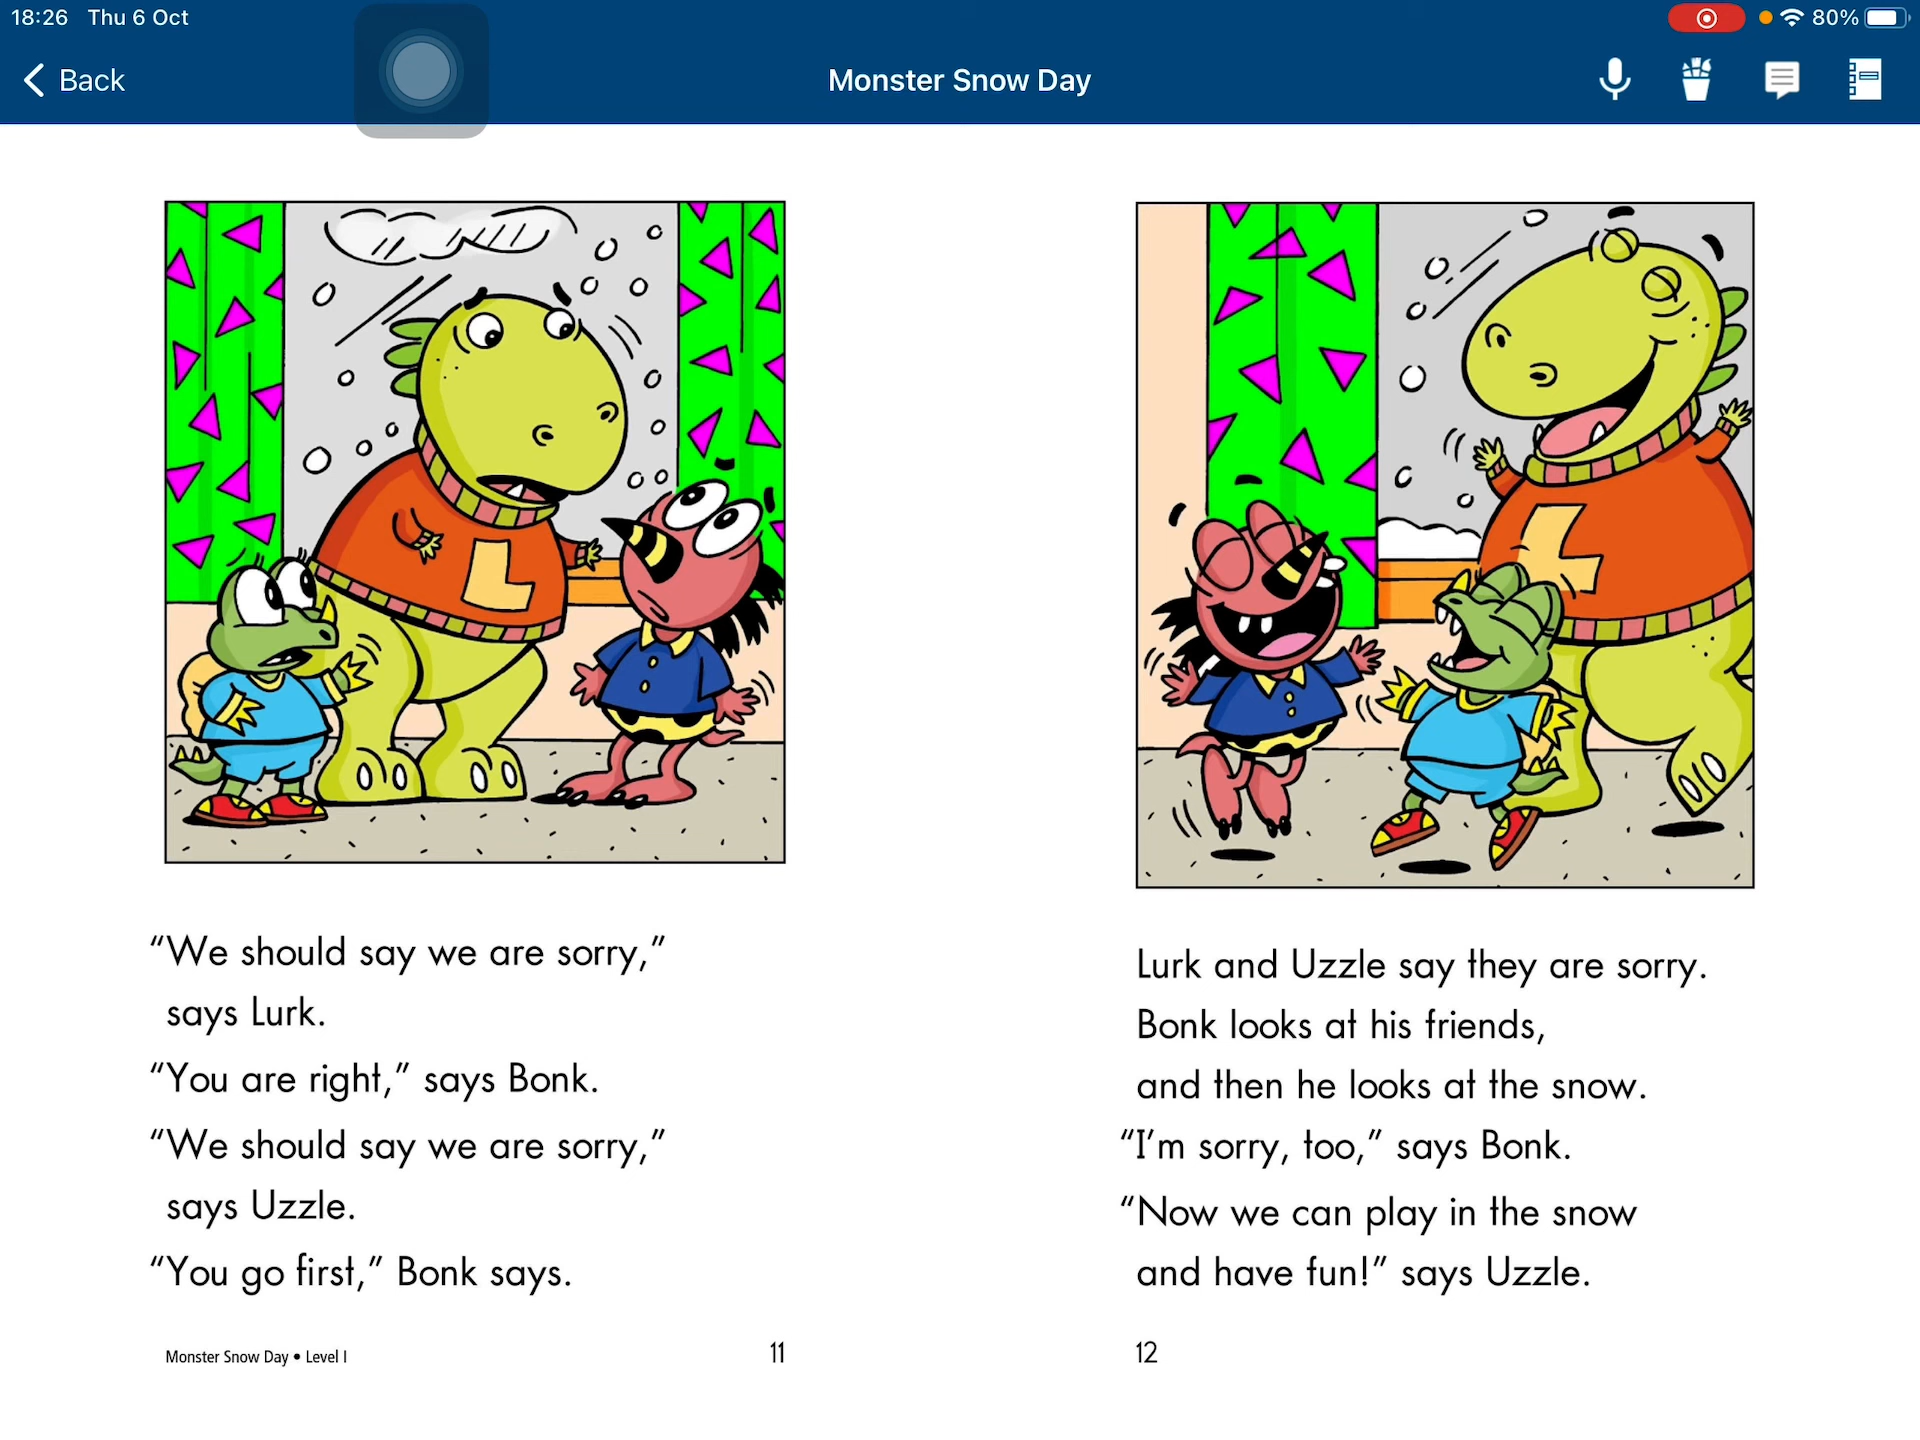 18:26 Thu 6 Oct
80%
Back
Monster Snow Day
L
L
“We should say we are sorry,”
says Lurk.
“You are right,” says Bonk.
“We should say we are sorry,”
says Uzzle.
“You go first,” Bonk says.
Monster Snow Day • Level I
11
Lurk and Uzzle say they are sorry.
Bonk looks at his friends,
and then he looks at the snow.
“I’m sorry, too,” says Bonk.
“Now we can play in the snow
and have fun!” says Uzzle.
12